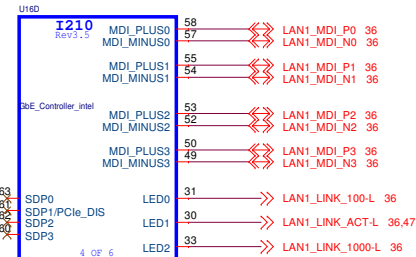 U16D
I210
Rev3.5
GbE_Controller_intel
MDI_PLUS0 58 LAN1_MDI_P0 36
MDI_MINUS0 57 LAN1_MDI_N0 36
MDI_PLUS1 55 LAN1_MDI_P1 36
MDI_MINUS1 54 LAN1_MDI_N1 36
MDI_PLUS2 53 LAN1_MDI_P2 36
MDI_MINUS2 52 LAN1_MDI_N2 36
MDI_PLUS3 50 LAN1_MDI_P3 36
MDI_MINUS3 49 LAN1_MDI_N3 36
63 SDP0 LED0 31 LAN1_LINK_100-L 36
SDP1/PCIe_DIS
SDP2 LED1 30 LAN1_LINK_ACT-L 36,47
SDP3
LED2 33 LAN1_LINK_1000-L 36
4 OF 6